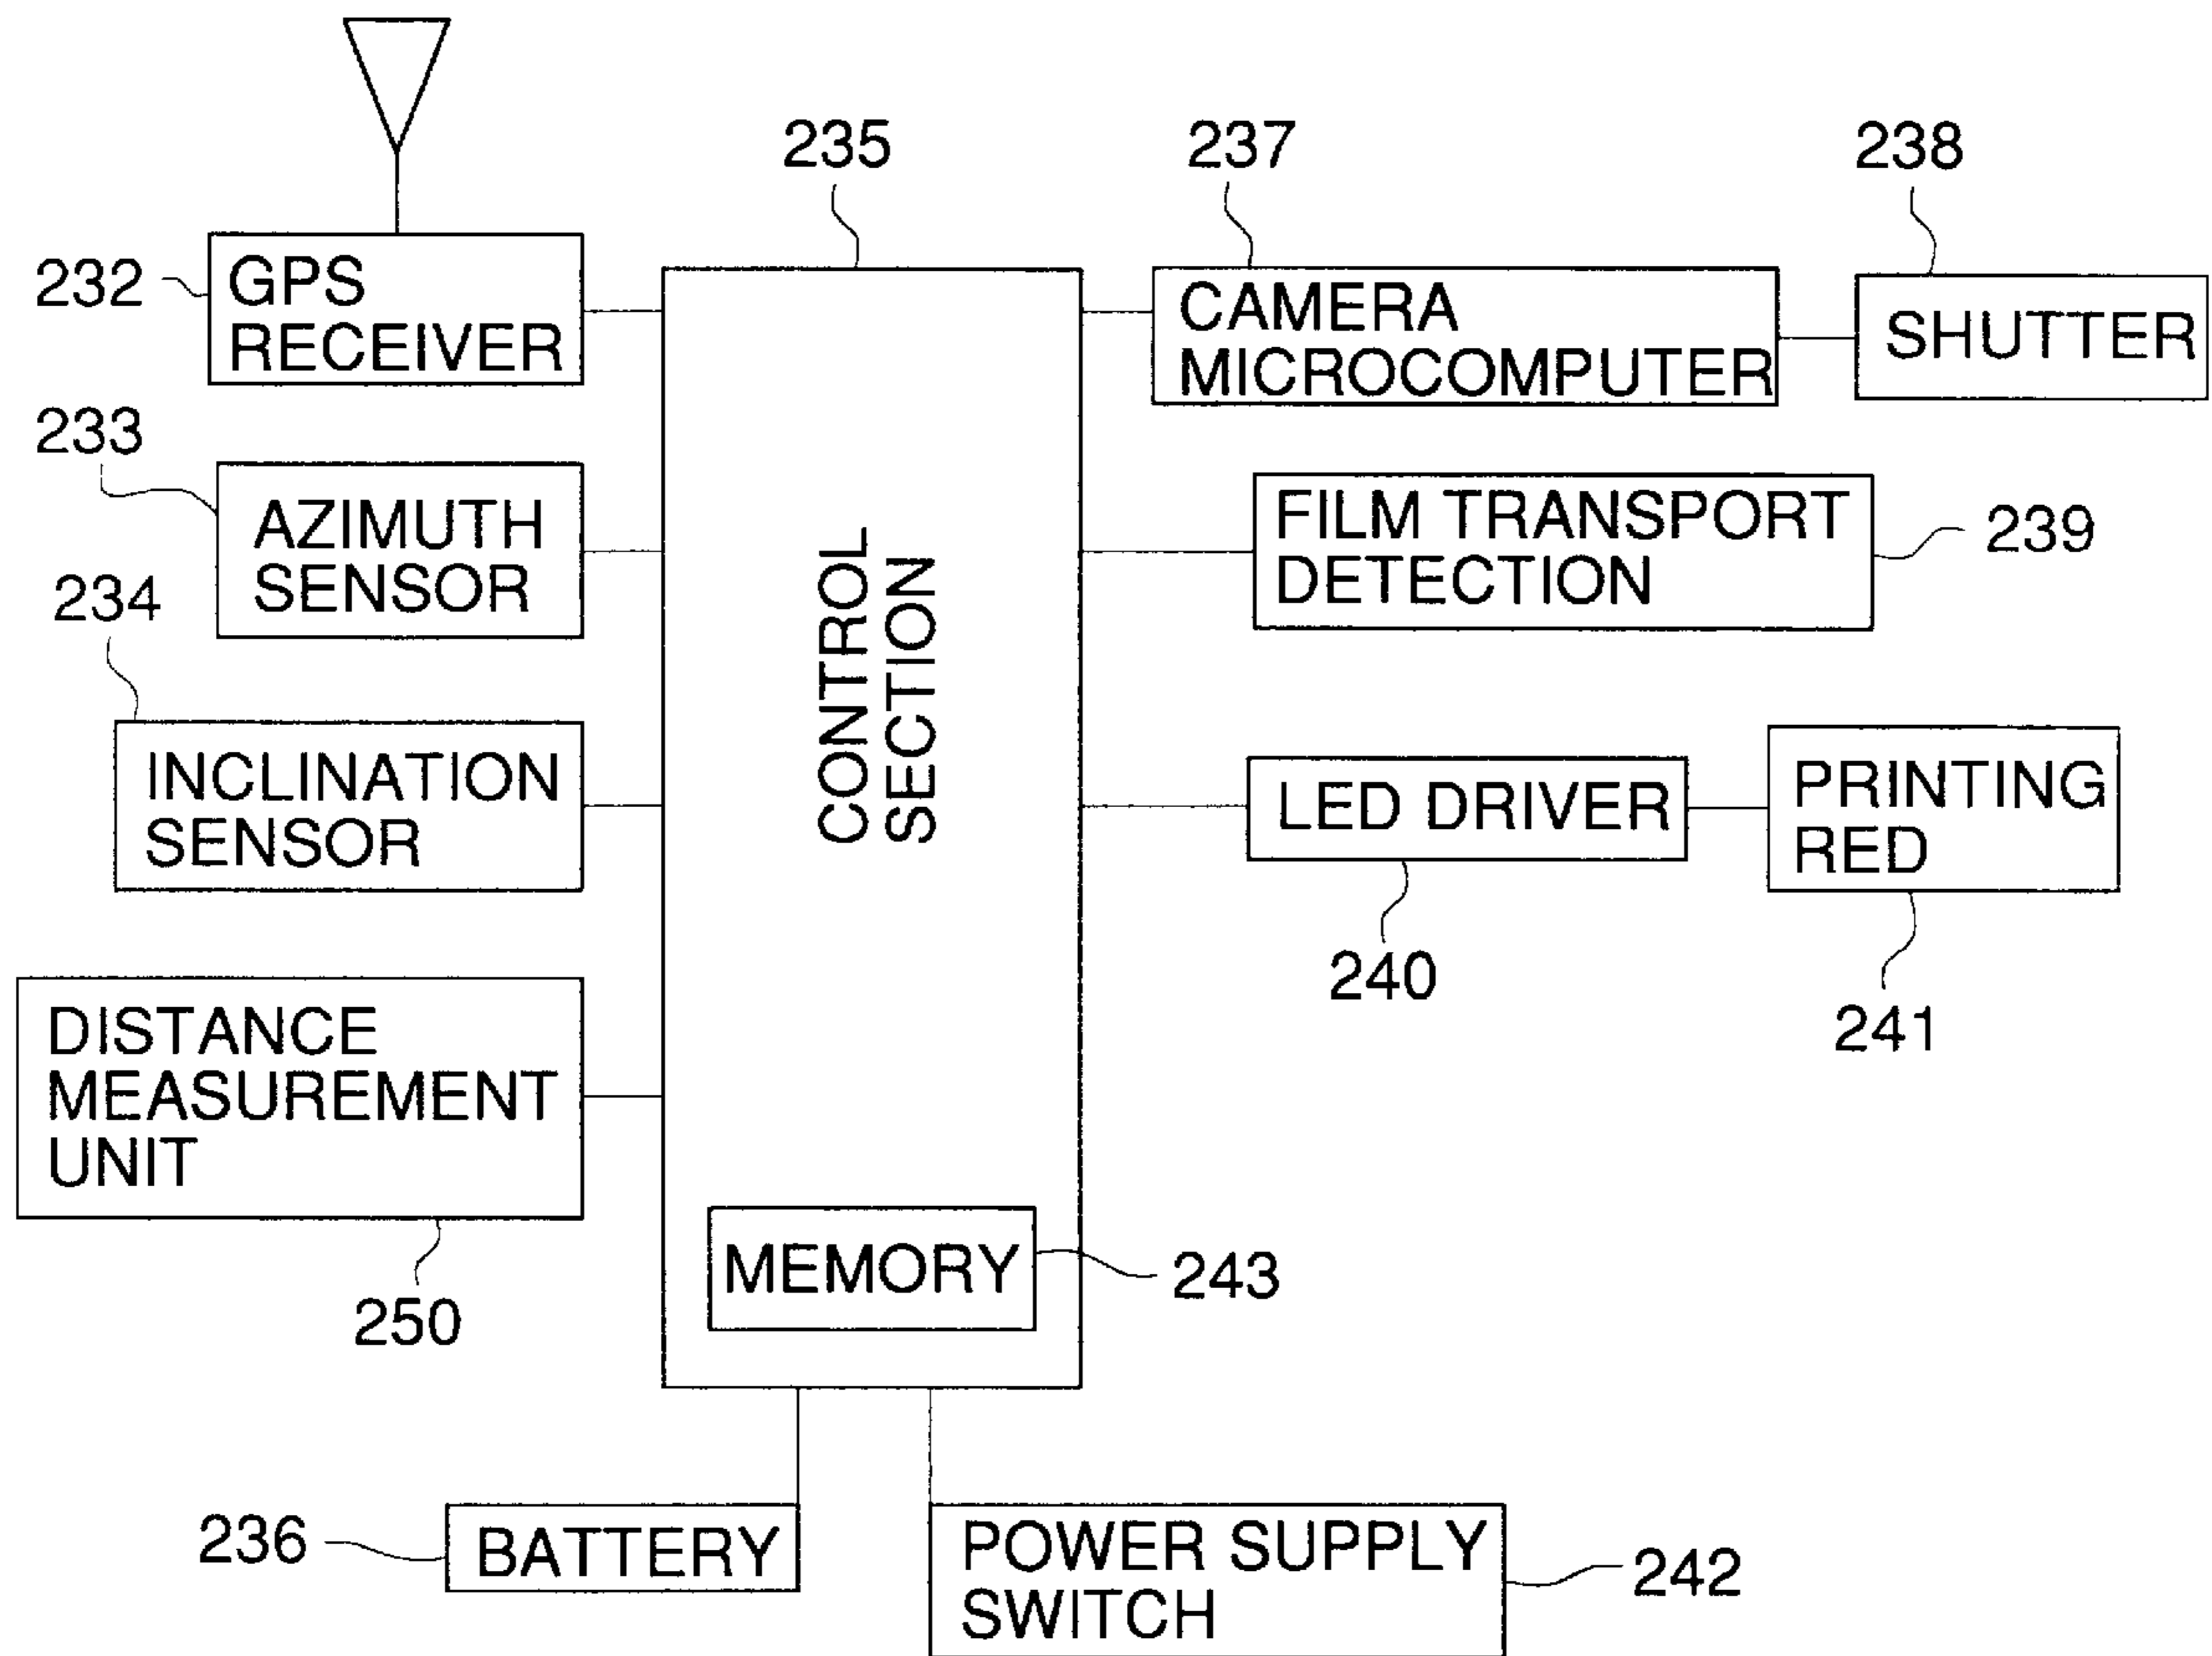 235
237
238
232
GPS
RECEIVER
CAMERA
MICROCOMPUTER
SHUTTER
233
AZIMUTH
SENSOR
FILM TRANSPORT
DETECTION
239
234
CONTROL
SECTION
INCLINATION
SENSOR
LED DRIVER
PRINTING
RED
240
241
DISTANCE
MEASUREMENT
UNIT
250
MEMORY
243
236
BATTERY
POWER SUPPLY
SWITCH
242